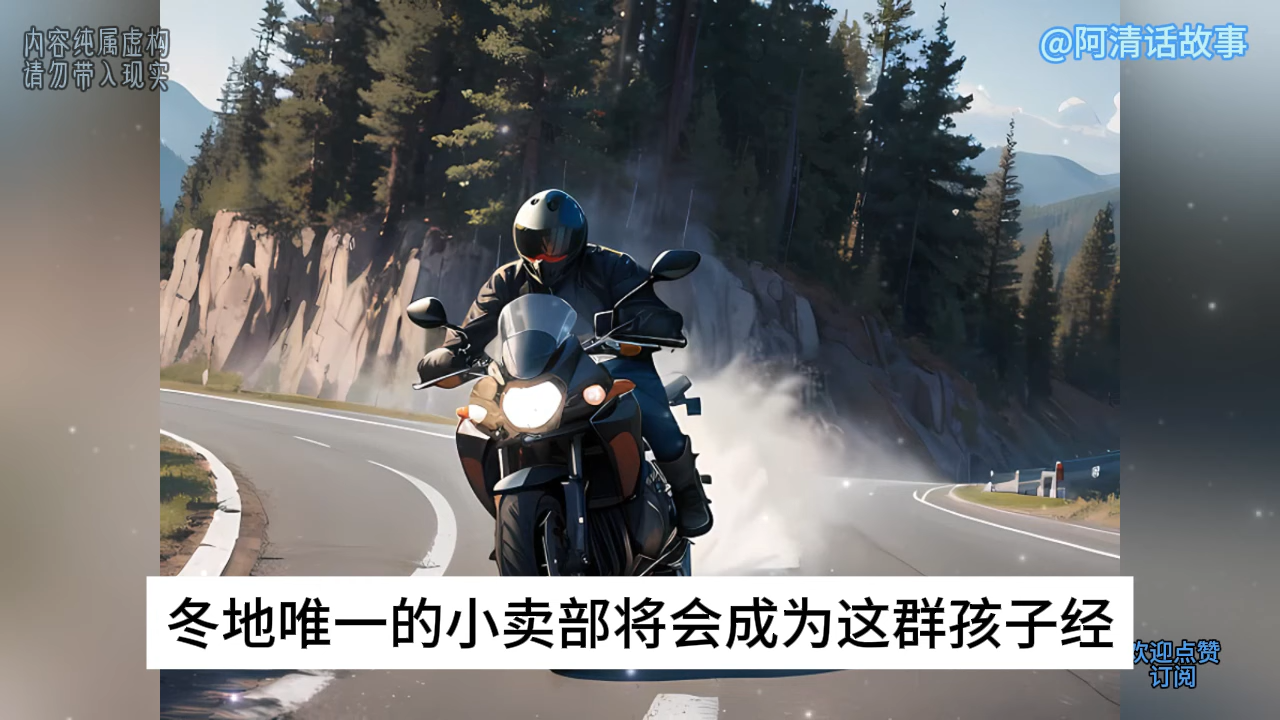 内容纯属虚构
请勿带入现实
@阿清话故事
冬地唯一的小卖部将会成为这群孩子经
欢迎点赞
订阅